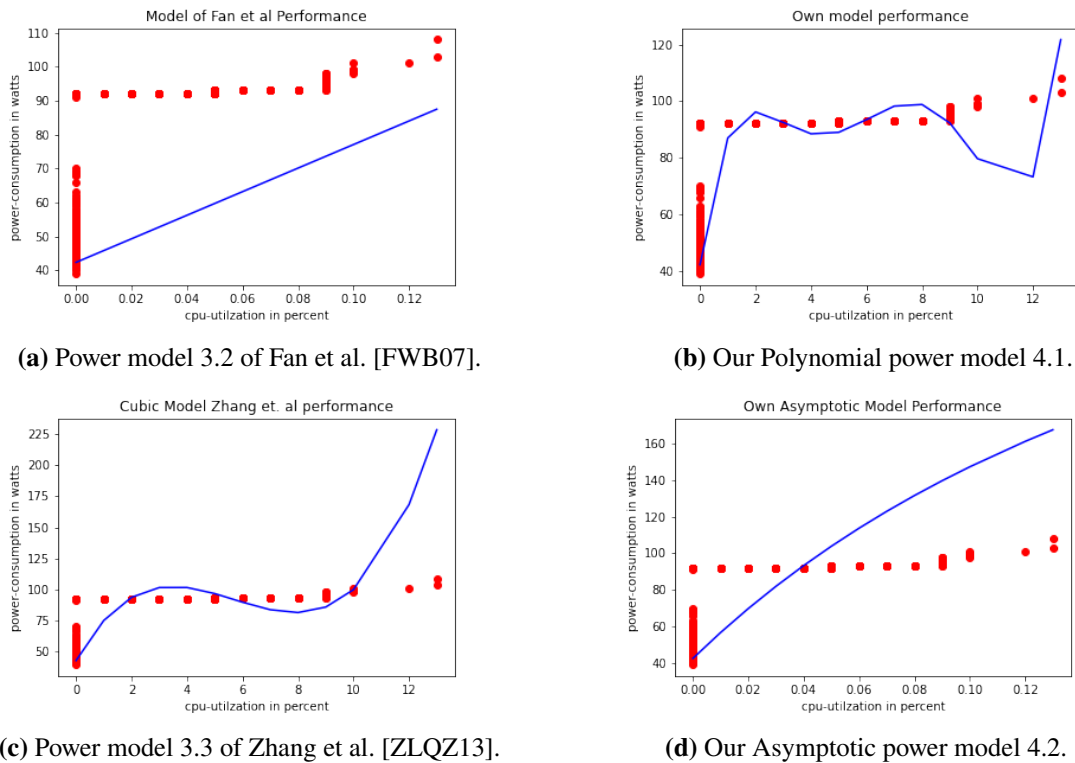 Model of Fan et al Performance
power-consumption in watts
110
100
90
80
70
60
50
40
0.00 0.02 0.04 0.06 0.08 0.10 0.12
cpu-utilzation in percent
(a) Power model 3.2 of Fan et al. [FWB07].
Own model performance
power-consumption in watts
120
100
80
60
40
0 2 4 6 8 10 12
cpu-utilzation in percent
(b) Our Polynomial power model 4.1.
Cubic Model Zhang et. al performance
power-consumption in watts
225
200
175
150
125
100
75
50
0 2 4 6 8 10 12
cpu-utilzation in percent
(c) Power model 3.3 of Zhang et al. [ZLQZ13].
Own Asymptotic Model Performance
power-consumption in watts
160
140
120
100
80
60
40
0.00 0.02 0.04 0.06 0.08 0.10 0.12
cpu-utilzation in percent
(d) Our Asymptotic power model 4.2.